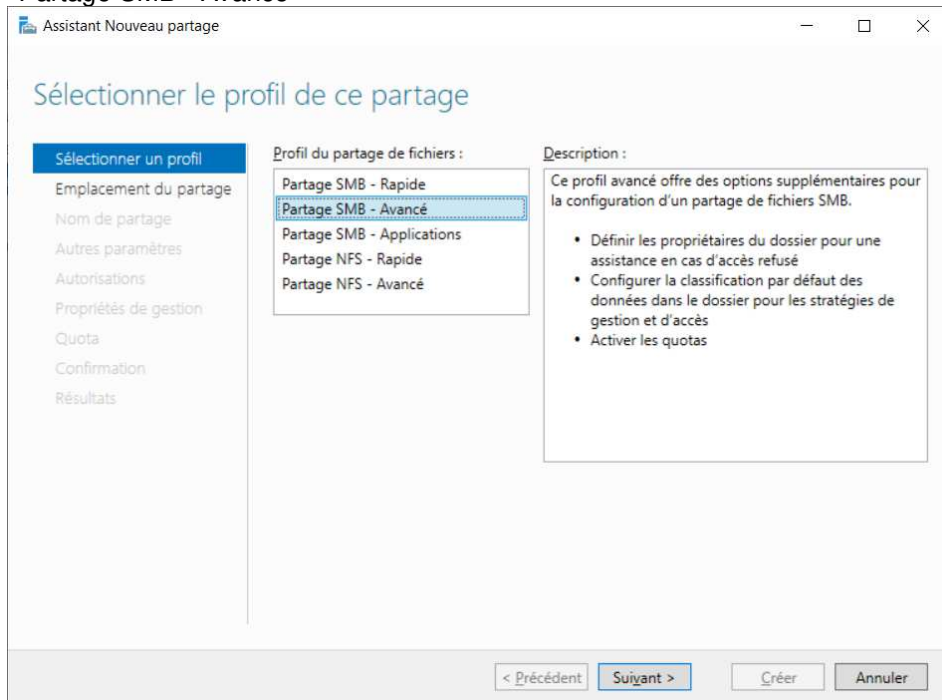 Partage SMB - Avancé
Assistant Nouveau partage
Sélectionner le profil de ce partage
Sélectionner un profil
Emplacement du partage
Nom de partage
Autres paramètres
Autorisations
Propriétés de gestion
Quota
Confirmation
Résultats
Profil du partage de fichiers :
Partage SMB - Rapide
Partage SMB - Avancé
Partage SMB - Applications
Partage NFS - Rapide
Partage NFS - Avancé
Description :
Ce profil avancé offre des options supplémentaires pour
la configuration d'un partage de fichiers SMB.
• Définir les propriétaires du dossier pour une
assistance en cas d'accès refusé
• Configurer la classification par défaut des
données dans le dossier pour les stratégies de
gestion et d'accès
• Activer les quotas
< Précédent
Suivant >
Créer
Annuler